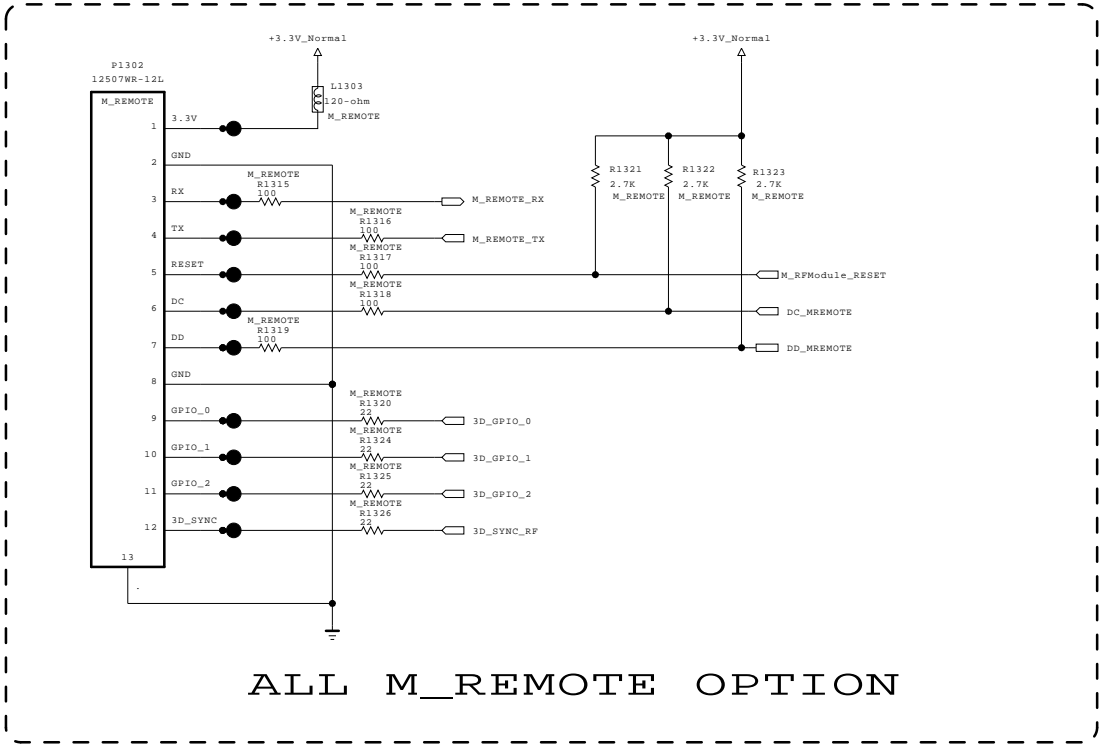 +3.3V_Normal
+3.3V_Normal
P1302
12507WR-12L
M_REMOTE
L1303
120-ohm
M_REMOTE
1
3.3V
2
GND
3
RX
M_REMOTE
R1315
100
M_REMOTE_RX
R1321
2.7K
M_REMOTE
R1322
2.7K
M_REMOTE
R1323
2.7K
M_REMOTE
4
TX
M_REMOTE
R1316
100
M_REMOTE_TX
5
RESET
M_REMOTE
R1317
100
M_RFModule_RESET
6
DC
M_REMOTE
R1318
100
DC_MREMOTE
7
DD
M_REMOTE
R1319
100
DD_MREMOTE
8
GND
9
GPIO_0
M_REMOTE
R1320
22
3D_GPIO_0
10
GPIO_1
M_REMOTE
R1324
22
3D_GPIO_1
11
GPIO_2
M_REMOTE
R1325
22
3D_GPIO_2
12
3D_SYNC
M_REMOTE
R1326
22
3D_SYNC_RF
13
.
ALL M_REMOTE OPTION